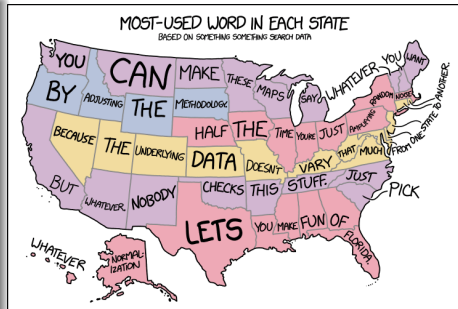 MOST-USED WORD IN EACH STATE
BASED ON SOMETHING SOMETHING SEARCH DATA
YOU CAN MAKE THESE MAPS SAY WHATEVER YOU WANT
BY ADJUSTING THE METHODOLOGY.
HALF THE TIME YOU'RE JUST AMPLIFYING RANDOM NOISE
BECAUSE THE UNDERLYING DATA DOESN'T VARY THAT MUCH FROM ONE STATE TO ANOTHER.
BUT WHATEVER. NOBODY CHECKS THIS STUFF. JUST PICK
WHATEVER NORMALIZATION LETS YOU MAKE FUN OF FLORIDA.